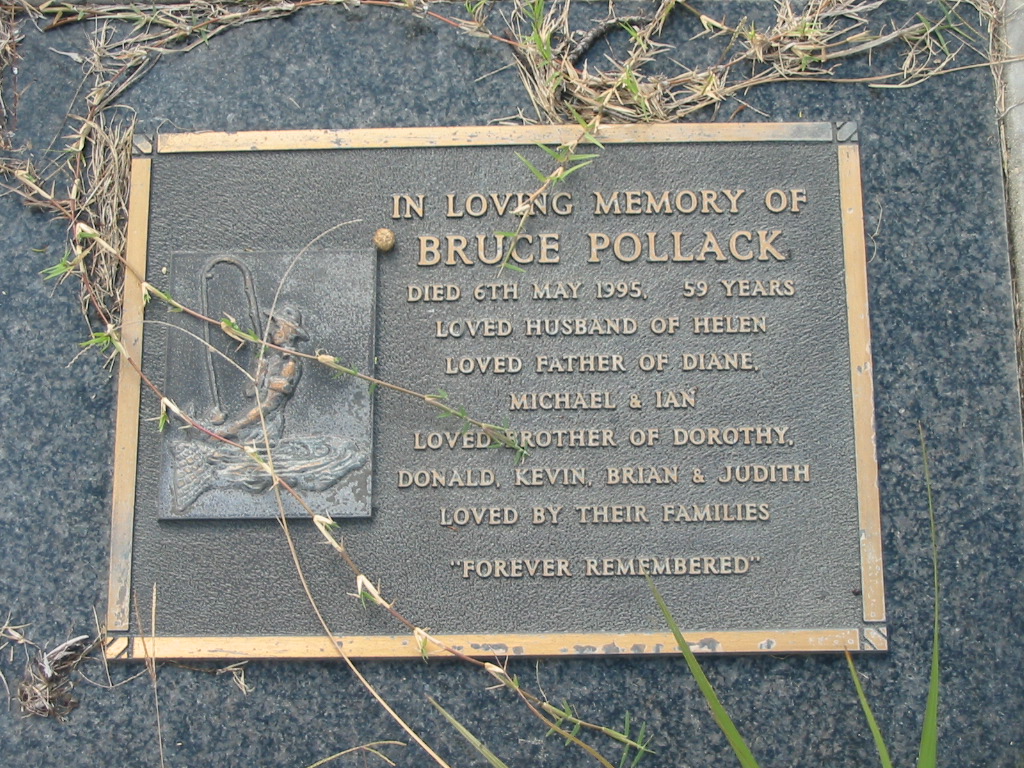 IN LOVING MEMORY OF
BRUCE POLLACK
DIED 6TH MAY 1995, 59 YEARS
LOVED HUSBAND OF HELEN
LOVED FATHER OF DIANE,
MICHAEL & IAN
LOVED BROTHER OF DOROTHY,
DONALD, KEVIN, BRIAN & JUDITH
LOVED BY THEIR FAMILIES
"FOREVER REMEMBERED"